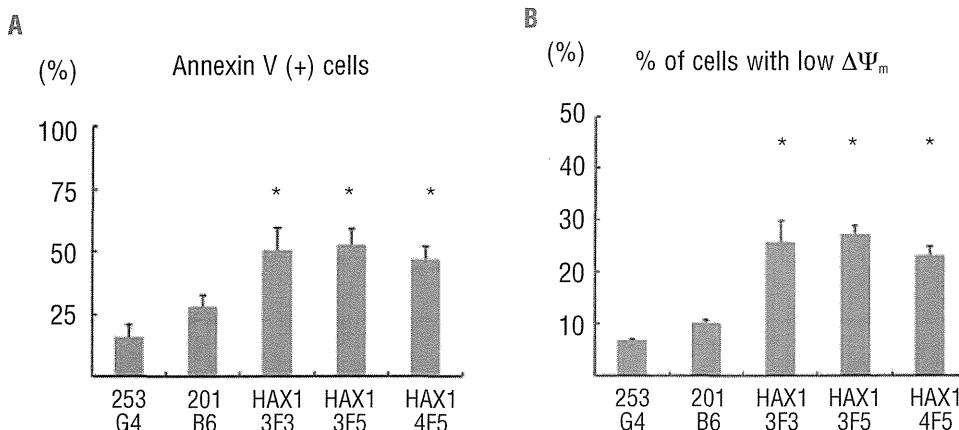 A
Annexin V (+) cells
(%)
100
75
50
25
* * *
253 G4
201 B6
HAX1 3F3
HAX1 3F5
HAX1 4F5
B
(%)
% of cells with low ΔΨm
50
40
30
20
10
* * *
253 G4
201 B6
HAX1 3F3
HAX1 3F5
HAX1 4F5